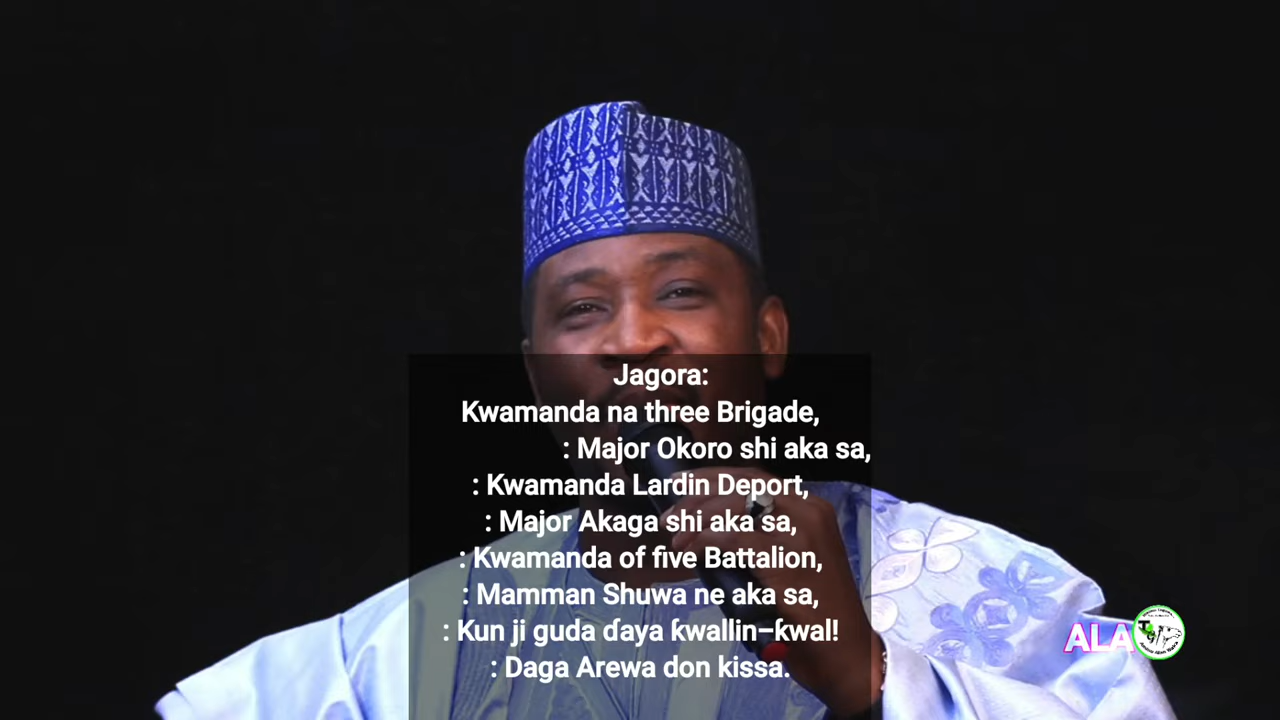 Jagora:
Kwamanda na three Brigade,
: Major Okoro shi aka sa,
: Kwamanda Lardin Deport,
: Major Akaga shi aka sa,
: Kwamanda of five Battalion,
: Mamman Shuwa ne aka sa,
: Kun ji guda ɗaya ƙwallin–ƙwal!
: Daga Arewa don kissa.
ALA